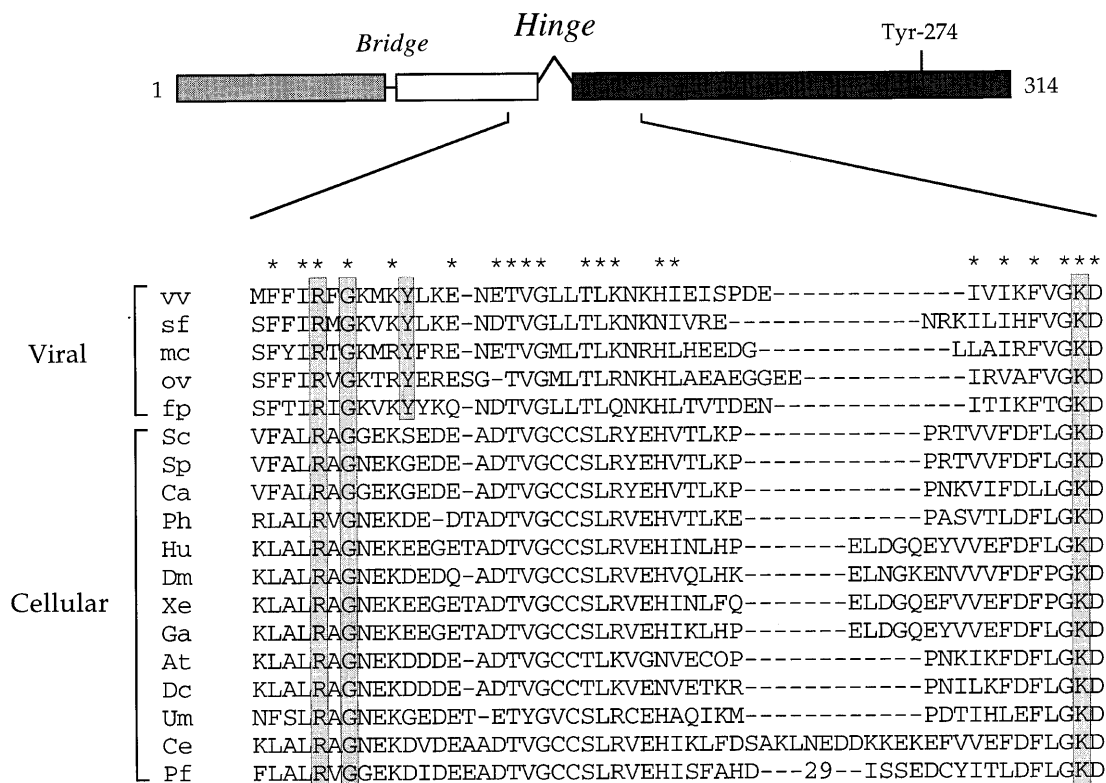 Hinge
Bridge
Tyr-274
1
314
* ** * * * **** *** ** * * * ***
vv MFFIRFGKMKYLKE-NETVGLLTLKNKHIEISPDE-------------IVIKFVGKD
sf SFFIRMGKVKYLKE-NDTVGLLTLKNKNIVRE-------------NRKILIHFVGKD
mc SFYIRTGKMRYFRE-NETVGMLTLKNRHLHEEDG-------------LLAIRFVGKD
Viral
ov SFFIRVGKTRYERESG-TVGMLTLRNKHLAEAEGGEE-----------IRVAFVGKD
fp SFTIRIGKVKYYKQ-NDTVGLLTLQNKHLTVTDEN-------------ITIKFTGKD
Sc VFALRAGGEKSEDE-ADTVGCCSLRYEHVTLKP------------PRTVVFDFLGKD
Sp VFALRAGNEKGEDE-ADTVGCCSLRYEHVTLKP------------PRTVVFDFLGKD
Ca VFALRAGGEKGEDE-ADTVGCCSLRYEHVTLKP------------PNKVIFDLLGKD
Ph RLALRVGNEKDE-DTADTVGCCSLRVEHVTLKE------------PASVTLDFLGKD
Hu KLALRAGNEKEEGETADTVGCCSLRVEHINLHP-------ELDGQEYVVEFDFLGKD
Dm KLALRAGNEKDEDQ-ADTVGCCSLRVEHVQLHK-------ELNGKENVVVFDFPGKD
Cellular
Xe KLALRAGNEKEEGETADTVGCCSLRVEHINLFQ-------ELDGQEFVVEFDFPGKD
Ga KLALRAGNEKEEGETADTVGCCSLRVEHIKLHP-------ELDGQEYVVEFDFLGKD
At KLALRAGNEKDDDE-ADTVGCCTLKVGNVECOP------------PNKIKFDFLGKD
Dc KLALRAGNEKDDDE-ADTVGCCTLKVENVETKR------------PNILKFDFLGKD
Um NFSLRAGNEKGEDET-ETYGVCSLRCEHAQIKM------------PDTIHLEFLGKD
Ce KLALRAGNEKDVDEAADTVGCCSLRVEHIKLFDSAKLNEDDKKEKEFVVEFDFLGKD
Pf FLALRVGGEKDIDEEADTVGCCSLRVEHISFAHD---29---ISSEDCYITLDFLGKD